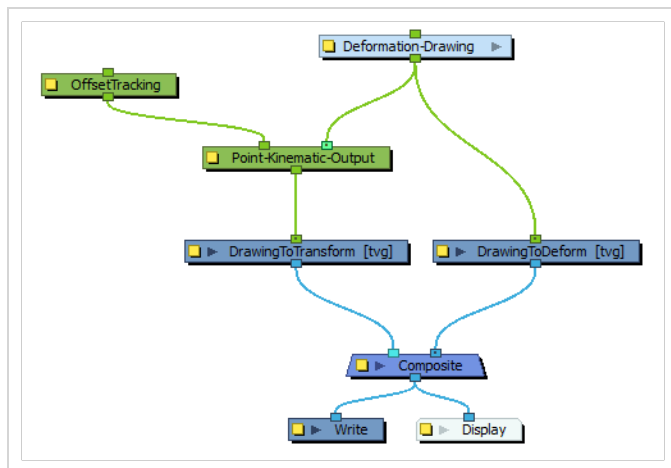 Deformation-Drawing
OffsetTracking
Point-Kinematic-Output
DrawingToTransform [tvg]
DrawingToDeform [tvg]
Composite
Write
Display